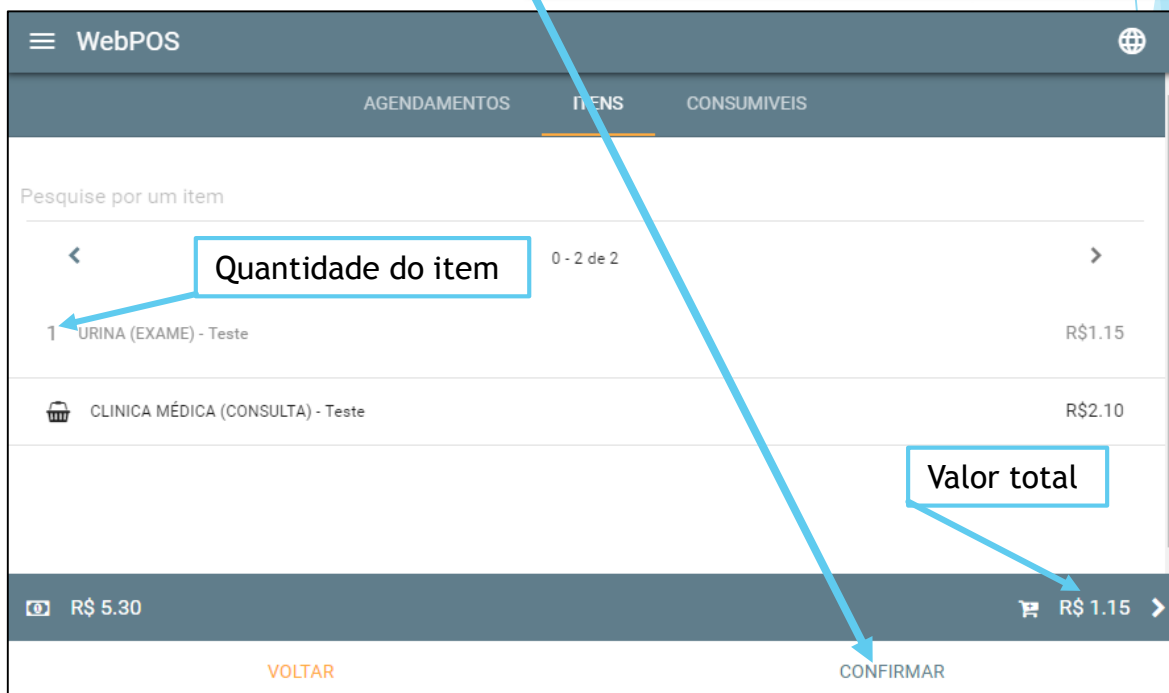 WebPOS
AGENDAMENTOS ITENS CONSUMIVEIS
Pesquise por um item
Quantidade do item
0 - 2 de 2
1 URINA (EXAME) - Teste R$1.15
CLINICA MÉDICA (CONSULTA) - Teste R$2.10
Valor total
R$ 5.30 R$ 1.15
VOLTAR CONFIRMAR